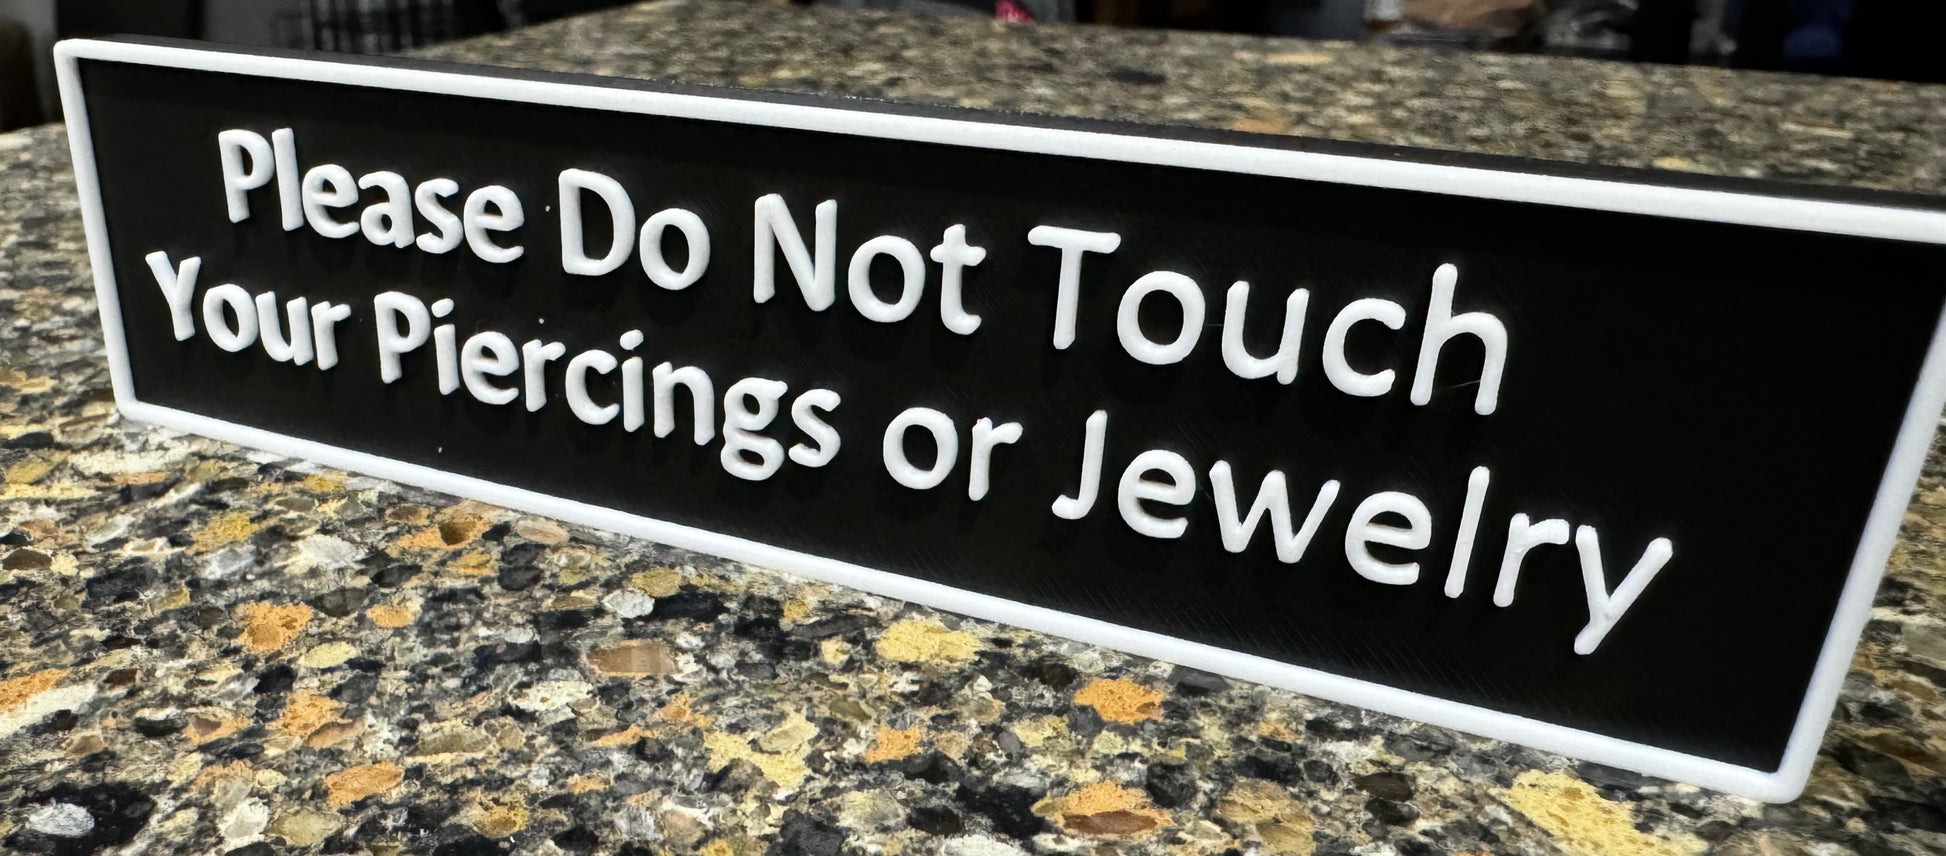 Please Do Not Touch
Your Piercings or Jewelry